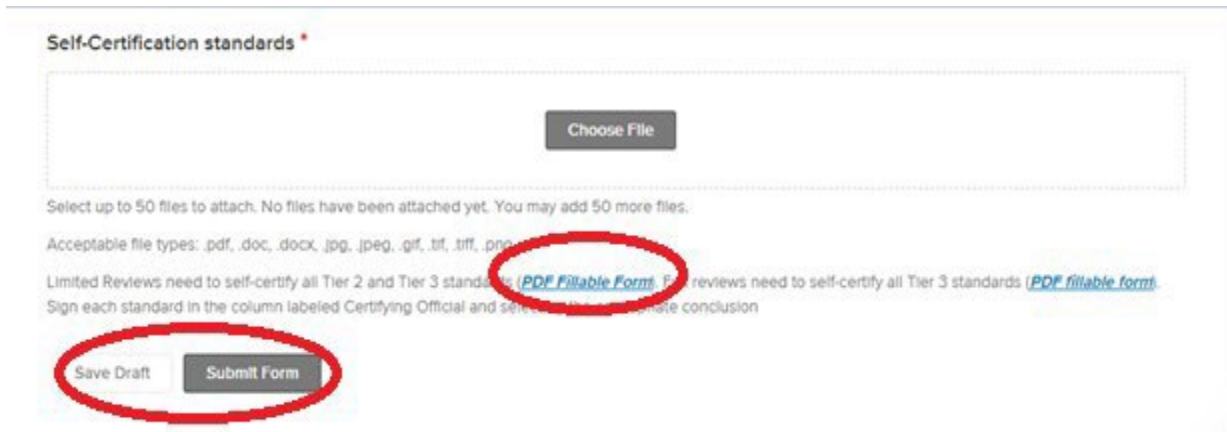 Self-Certification standards *
Choose File
Select up to 50 files to attach. No files have been attached yet. You may add 50 more files.
Acceptable file types: .pdf, .doc, .docx, .jpg, .jpeg, .gif, .tif, .tiff, .png
Limited Reviews need to self-certify all Tier 2 and Tier 3 standards (PDF Fillable Form). reviews need to self-certify all Tier 3 standards (PDF fillable form).
Sign each standard in the column labeled Certifying Official and conclusion
Save Draft
Submit Form